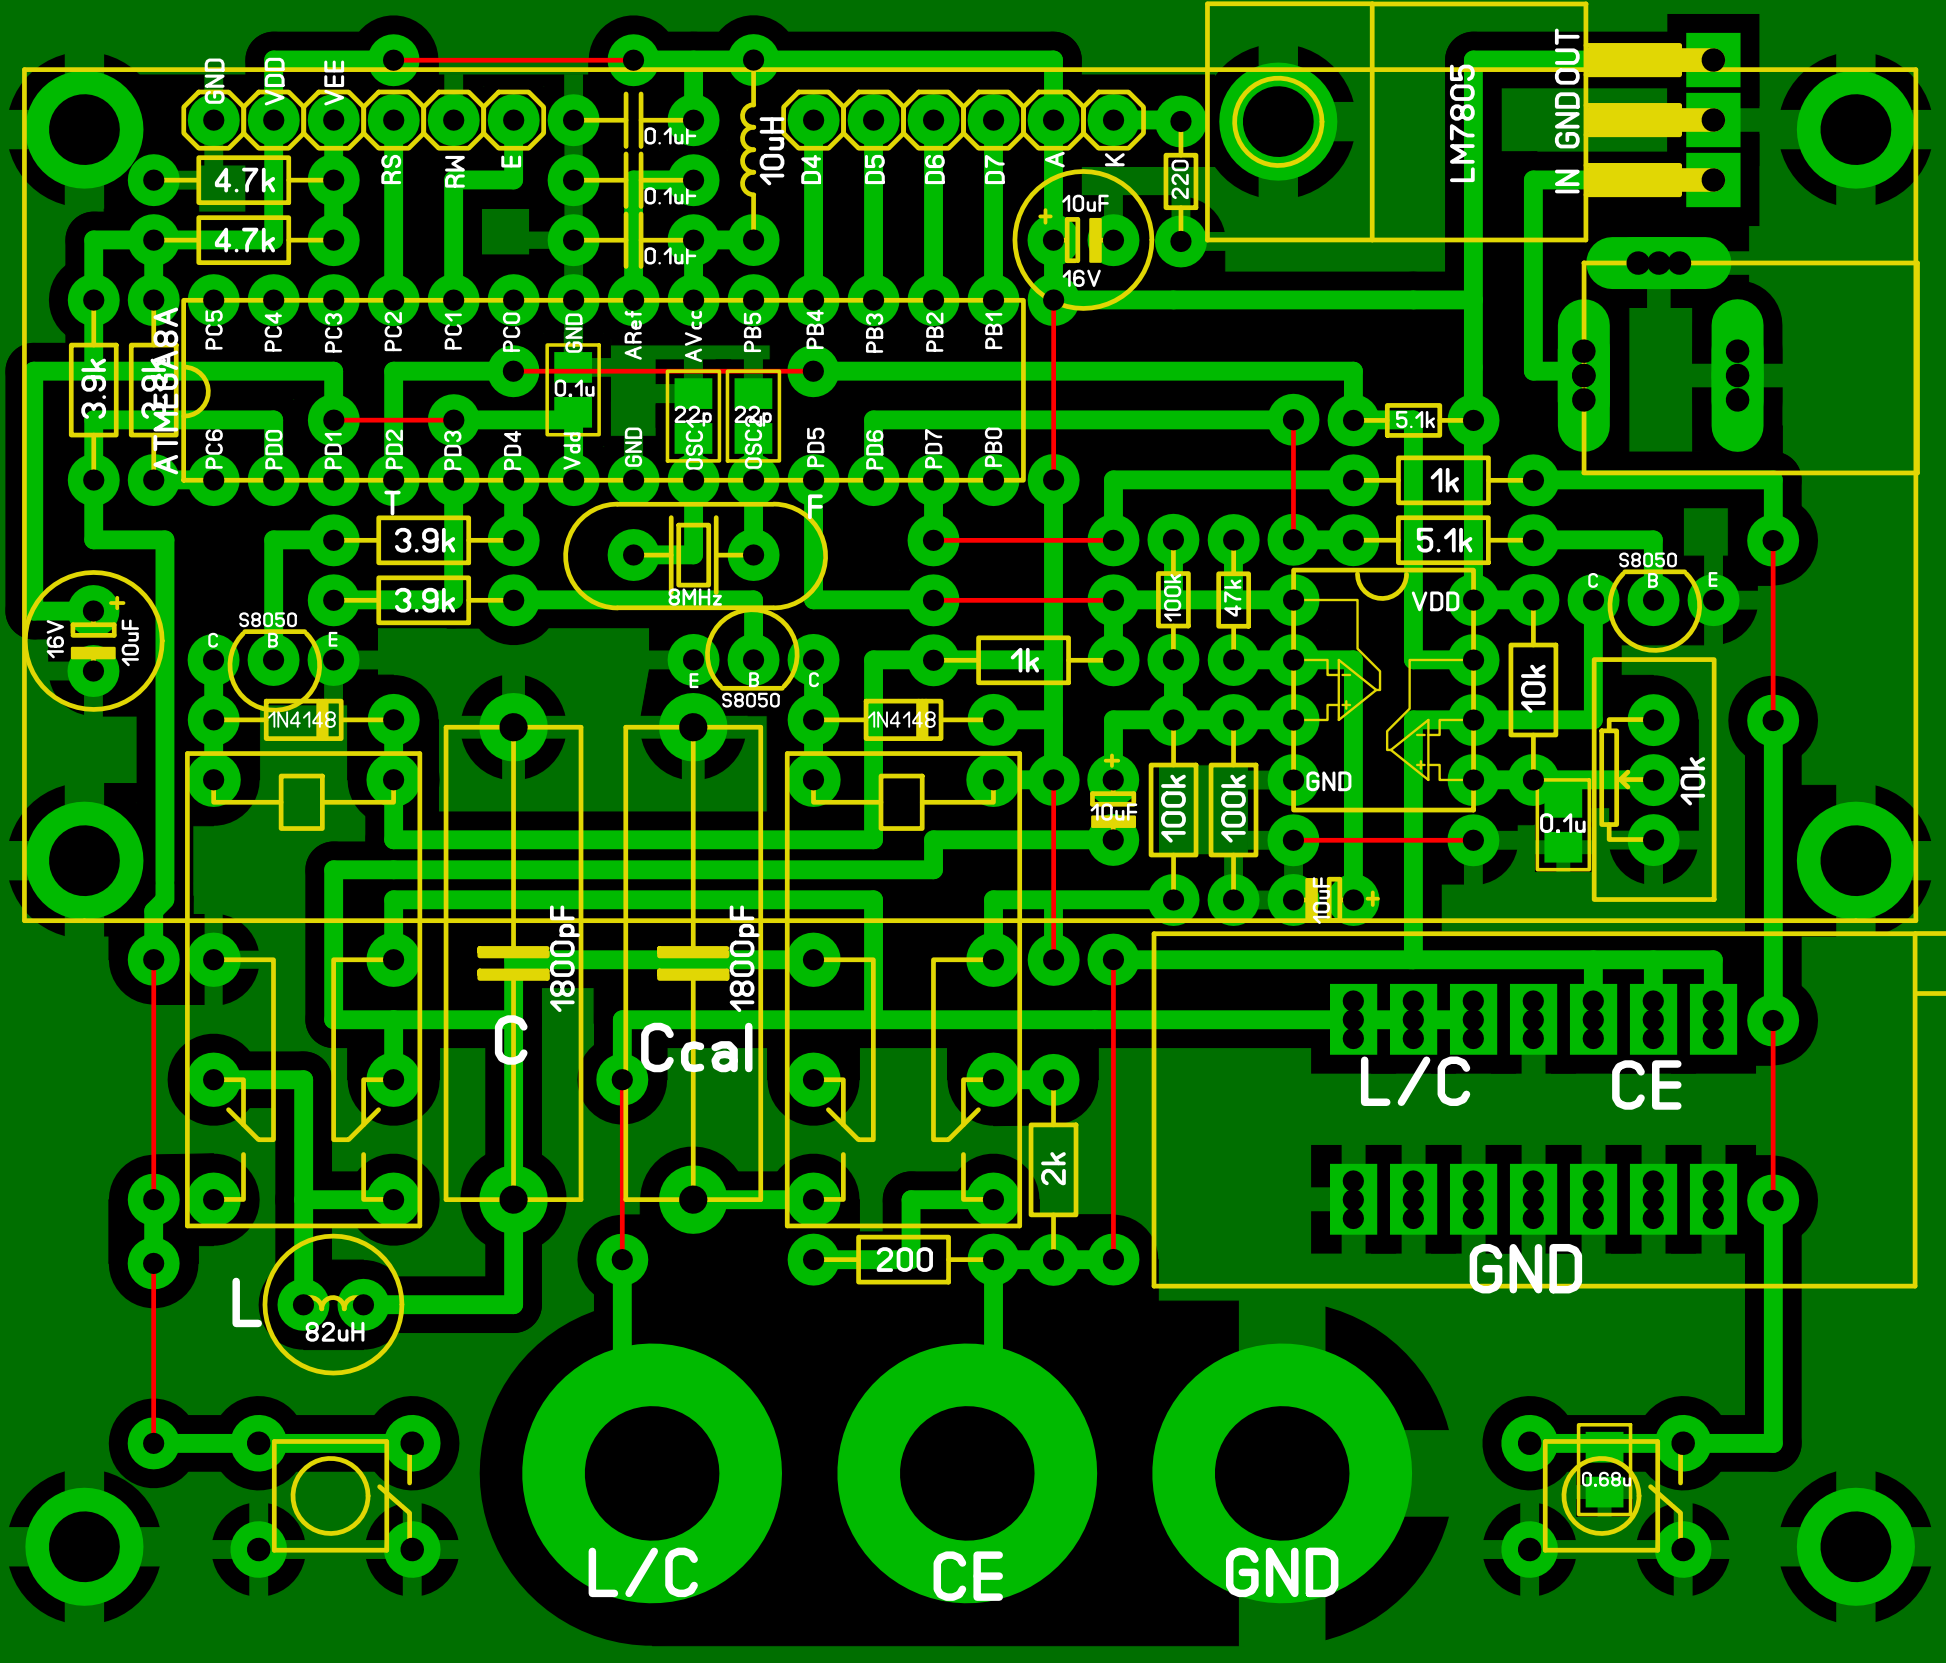 GND
VDD
VEE
RS
RW
E
0.1uF
0.1uF
0.1uF
10uH
D4
D5
D6
D7
A
K
220
LM7805
IN GND OUT
4.7k
4.7k
10uF
+
16V
PC5
PC4
PC3
PC2
PC1
PC0
GND
ARef
AVcc
PB5
PB4
PB3
PB2
PB1
3.9k
3.9k
ATMEGA8A
0.1u
22p
22p
5.1k
PC6
PD0
PD1
PD2
PD3
PD4
Vdd
GND
OSC1
OSC2
PD5
PD6
PD7
PB0
1k
T
F
3.9k
5.1k
3.9k
8MHz
100k
47k
VDD
S8050
C
B
E
16V
10uF
+
S8050
C
B
E
1k
E
B
C
S8050
10k
1N4148
1N4148
10k
GND
+
10uF
100k
100k
0.1u
10uF
+
1800pF
1800pF
C
Ccal
L/C
CE
2k
200
GND
L
82uH
0.68u
L/C
CE
GND